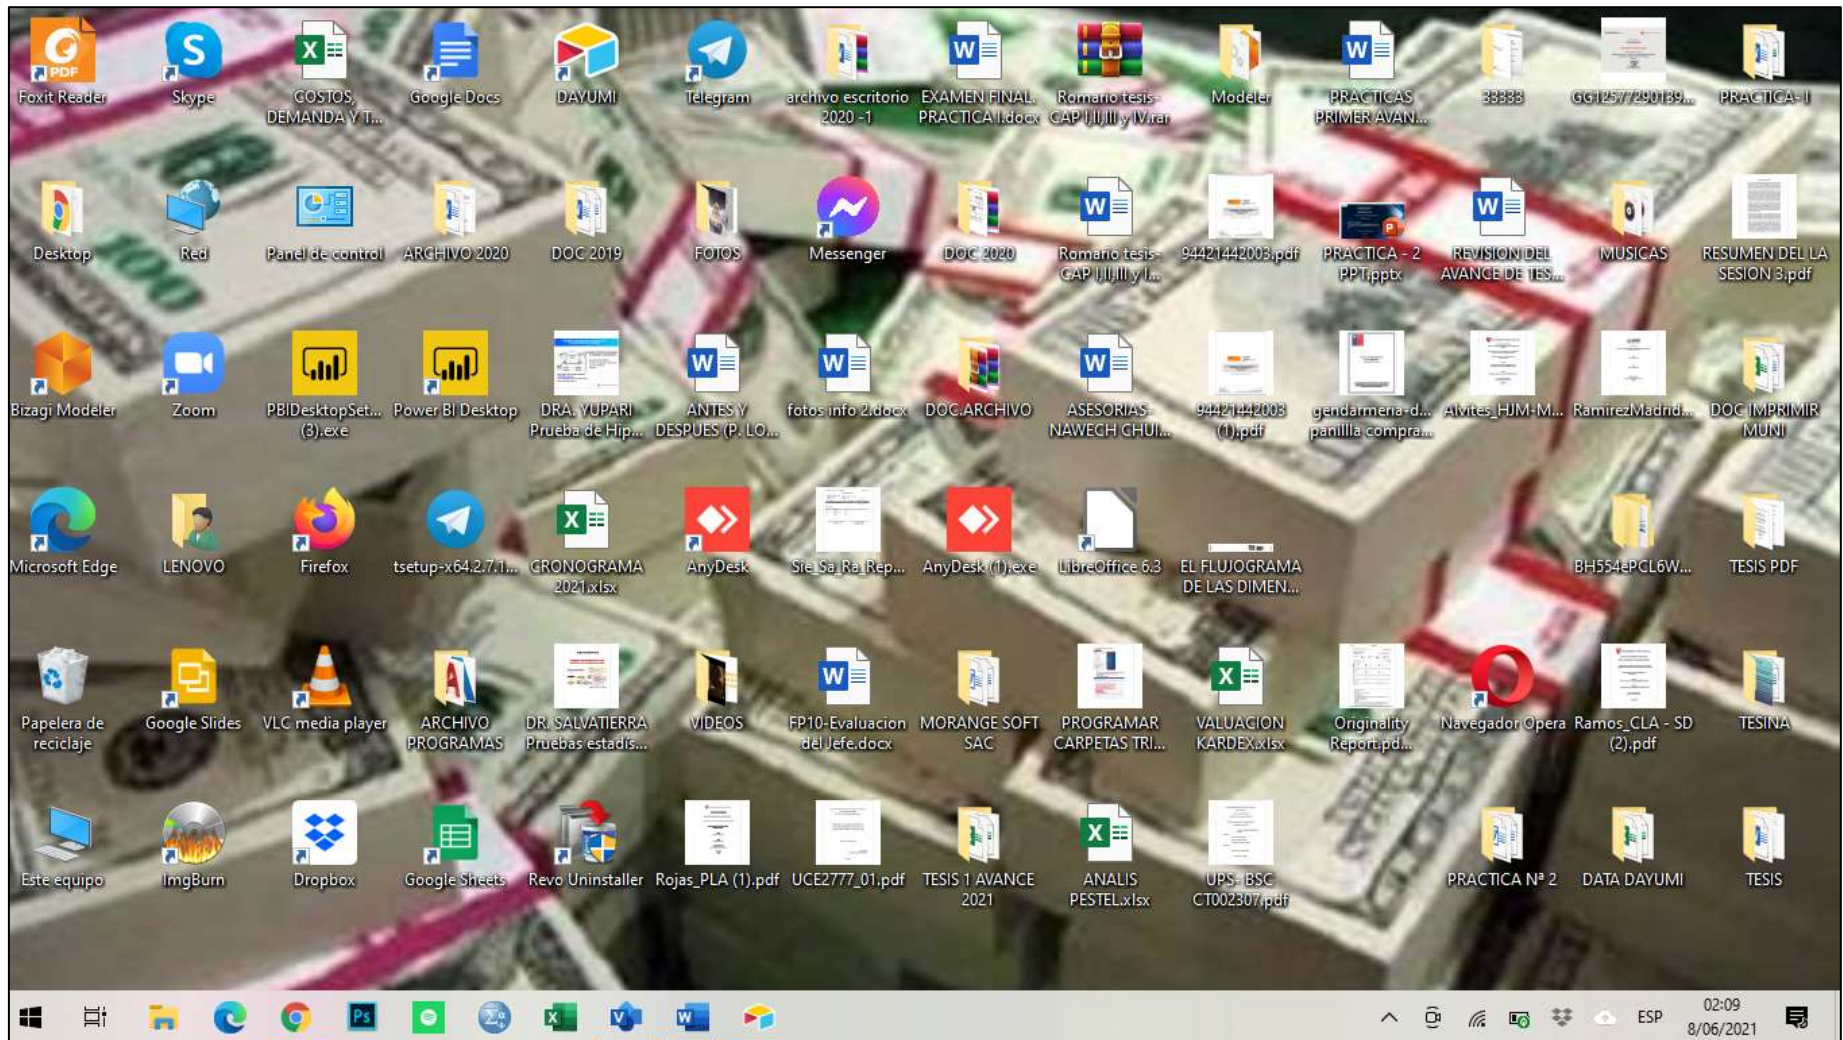 Foxit Reader
Skype
COSTOS,
DEMANDA Y T...
Google Docs
DAYUMI
Telegram
archivo escritorio
2020 -1
EXAMEN FINAL.
PRACTICA I.docx
Romario tesis-
CAP I,II,III y IV.rar
Modeler
PRACTICAS
PRIMER AVAN...
33333
GG12577290139...
PRACTICA- I
Desktop
Red
Panel de control
ARCHIVO 2020
DOC 2019
FOTOS
Messenger
DOC 2020
Romario tesis-
CAP I,II,III y I...
94421442003.pdf
PRACTICA - 2
PPT.pptx
REVISION DEL
AVANCE DE TES...
MUSICAS
RESUMEN DEL LA
SESION 3.pdf
Bizagi Modeler
Zoom
PBIDesktopSet...
(3).exe
Power BI Desktop
DRA. YUPARI
Prueba de Hip...
ANTES Y
DESPUES (P. LO...
fotos info 2.docx
DOC.ARCHIVO
ASESORIAS-
NAWECH CHUI...
94421442003
(1).pdf
gendarmeria-d...
panillla compra...
Alvites_HJM-M...
RamirezMadrid...
DOC IMPRIMIR
MUNI
Microsoft Edge
LENOVO
Firefox
tsetup-x64.2.7.1...
CRONOGRAMA
2021.xlsx
AnyDesk
Sie_Sa_Ra_Rep...
AnyDesk (1).exe
LibreOffice 6.3
EL FLUJOGRAMA
DE LAS DIMEN...
BH554ePCL6W...
TESIS PDF
Papelera de
reciclaje
Google Slides
VLC media player
ARCHIVO
PROGRAMAS
DR. SALVATIERRA
Pruebas estadís...
VIDEOS
FP10-Evaluacion
del Jefe.docx
MORANGE SOFT
SAC
PROGRAMAR
CARPETAS TRI...
VALUACION
KARDEX.xlsx
Originality
Report.pd...
Navegador Opera
Ramos_CLA - SD
(2).pdf
TESINA
Este equipo
ImgBurn
Dropbox
Google Sheets
Revo Uninstaller
Rojas_PLA (1).pdf
UCE2777_01.pdf
TESIS 1 AVANCE
2021
ANALIS
PESTEL.xlsx
UPS- BSC
CT002307.pdf
PRACTICA Nª 2
DATA DAYUMI
TESIS
ESP
02:09
8/06/2021